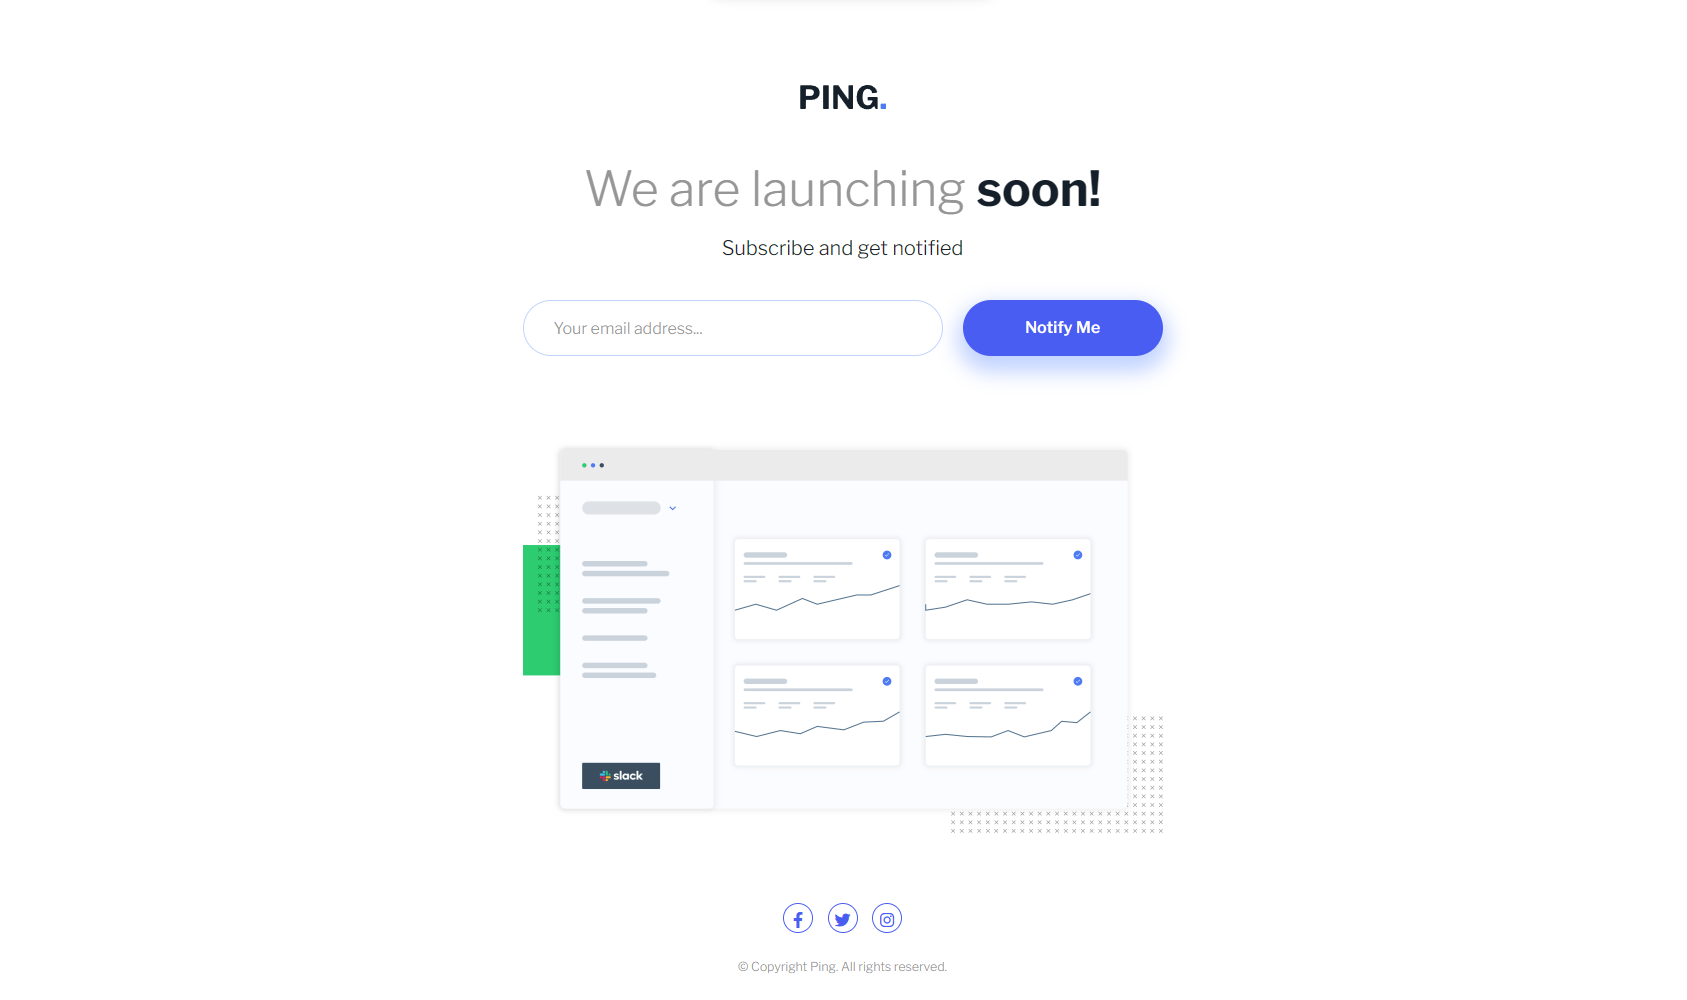 PING.
We are launching soon!
Subscribe and get notified
Your email address...
Notify Me
slack
© Copyright Ping. All rights reserved.